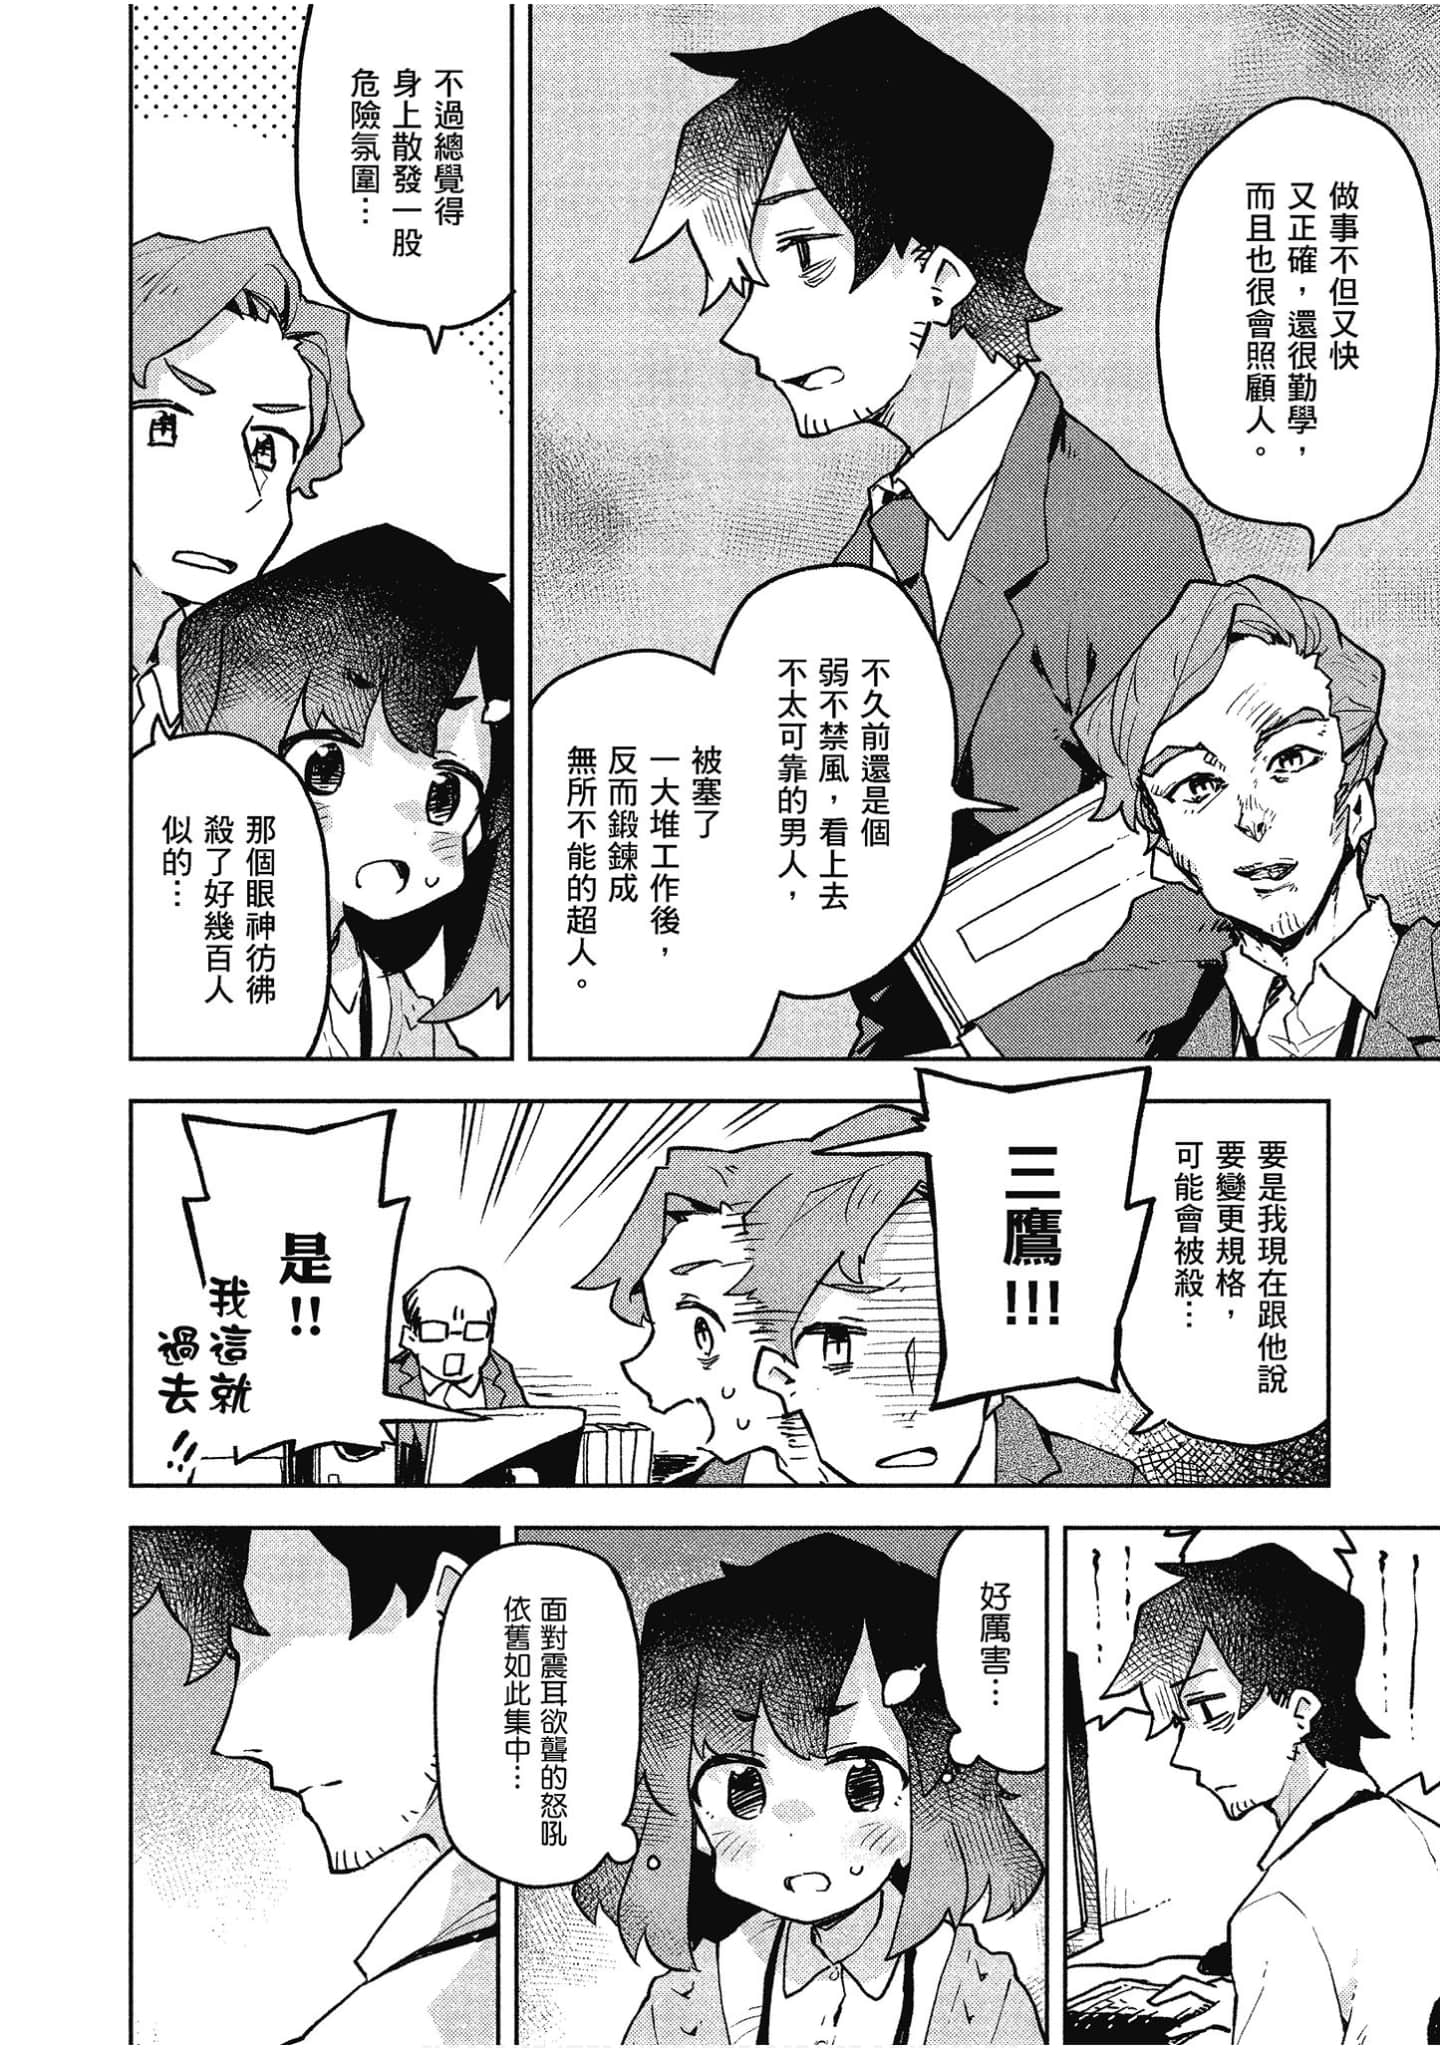 做事不但又快
又正確，還很勤學，
而且也很會照顧人。
不久前還是個
弱不禁風，看上去
不太可靠的男人，
被塞了
一大堆工作後，
反而鍛鍊成
無所不能的超人。
不過總覺得
身上散發一股
危險氛圍…
那個眼神彷彿
殺了好幾百人
似的…
要是我現在跟他說
要變更規格，
可能會被殺…
三鷹!!!
是!!
我這就
過去!!
好厲害…
面對震耳欲聾的怒吼
依舊如此集中…